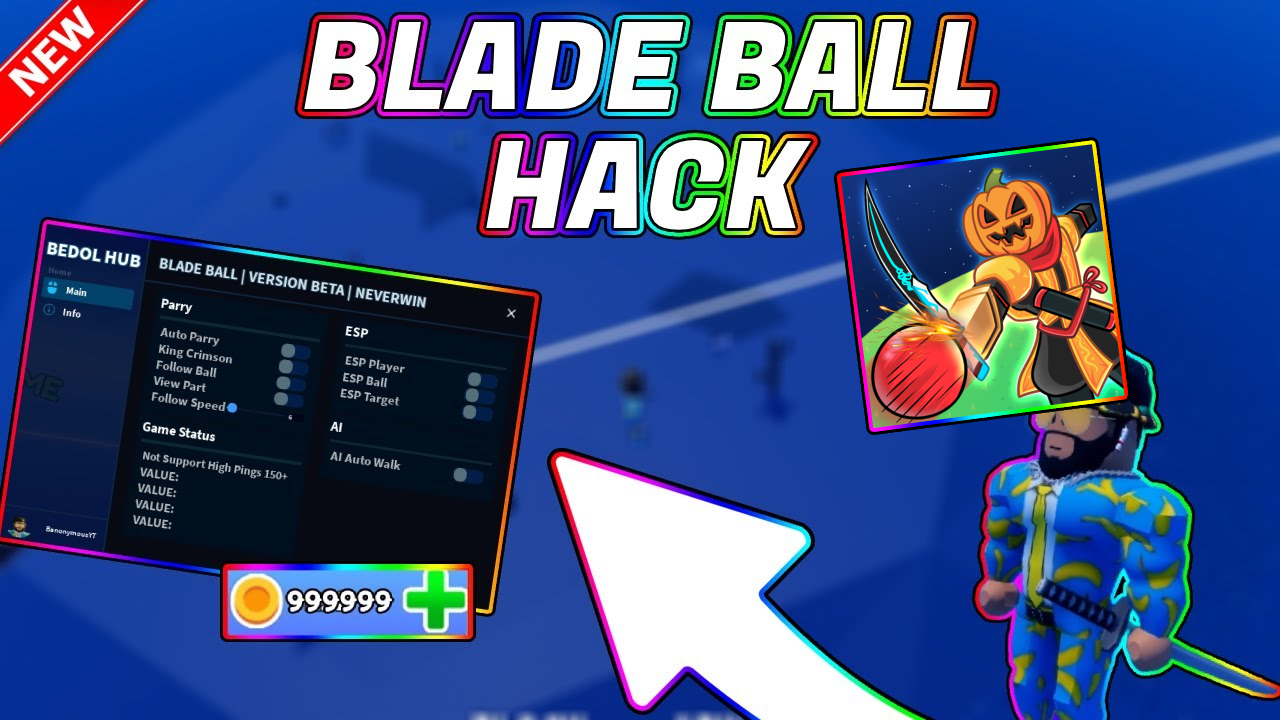 NEW
BLADE BALL
HACK
BEDOL HUB
Home
Main
Info
BanonymousYT
BLADE BALL | VERSION BETA | NEVERWIN
Parry
Auto Parry
King Crimson
Follow Ball
View Part
Follow Speed
6
Game Status
Not Support High Pings 150+
VALUE:
VALUE:
VALUE:
VALUE:
ESP
ESP Player
ESP Ball
ESP Target
AI
AI Auto Walk
999999